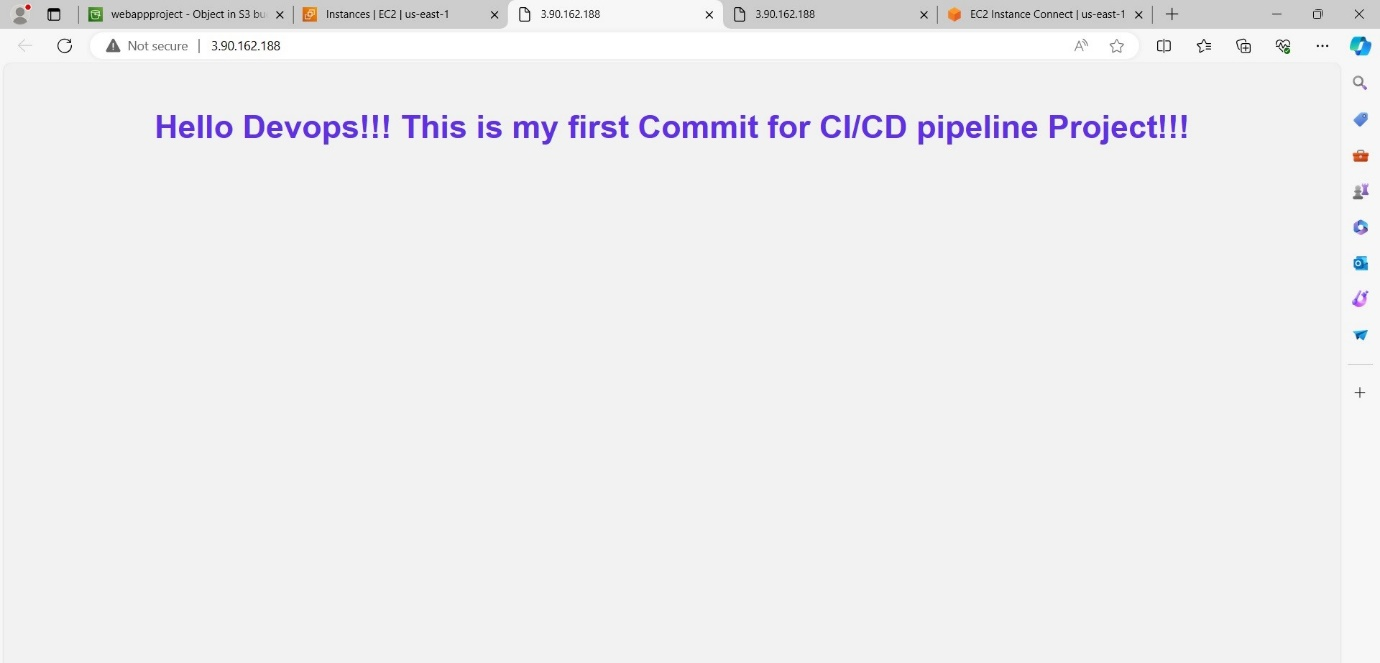 webappproject - Object in S3 bu
Instances | EC2 | us-east-1
3.90.162.188
3.90.162.188
EC2 Instance Connect | us-east-1
Not secure | 3.90.162.188
Hello Devops!!! This is my first Commit for CI/CD pipeline Project!!!